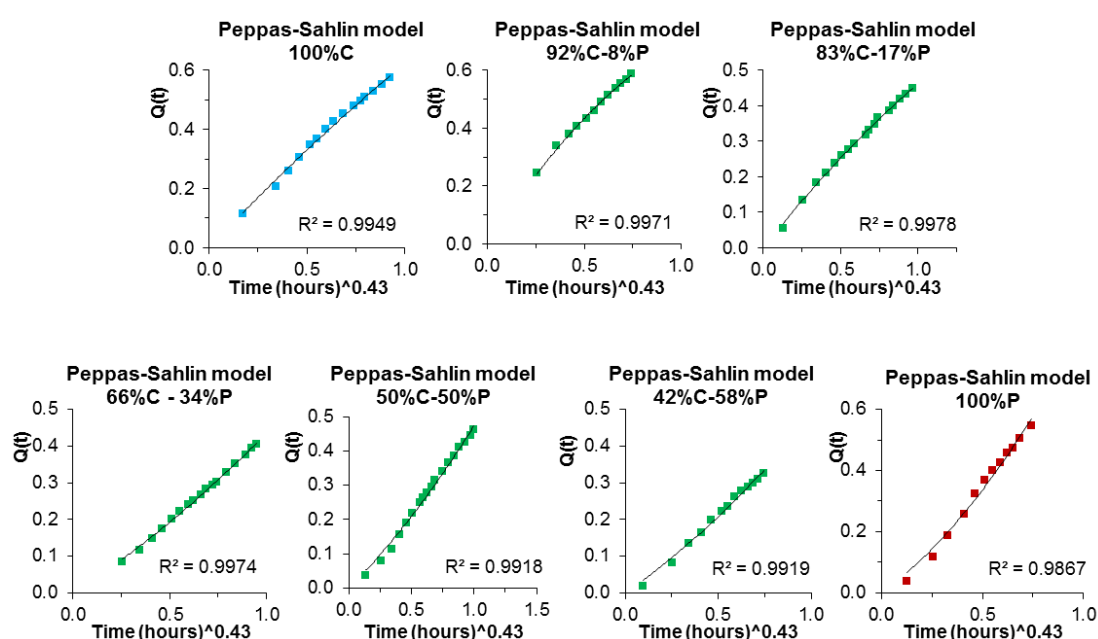 Peppas-Sahlin model
100%C
Q(t)
0.6
0.4
0.2
0.0
R² = 0.9949
0.0 0.5 1.0
Time (hours)^0.43
Peppas-Sahlin model
92%C-8%P
Q(t)
0.6
0.4
0.2
0.0
R² = 0.9971
0.0 0.5 1.0
Time (hours)^0.43
Peppas-Sahlin model
83%C-17%P
Q(t)
0.5
0.4
0.3
0.2
0.1
0.0
R² = 0.9978
0.0 0.5 1.0
Time (hours)^0.43
Peppas-Sahlin model
66%C - 34%P
Q(t)
0.5
0.4
0.3
0.2
0.1
0.0
R² = 0.9974
0.0 0.5 1.0
Time (hours)^0.43
Peppas-Sahlin model
50%C-50%P
Q(t)
0.5
0.4
0.3
0.2
0.1
0.0
R² = 0.9918
0.0 0.5 1.0 1.5
Time (hours)^0.43
Peppas-Sahlin model
42%C-58%P
Q(t)
0.5
0.4
0.3
0.2
0.1
0.0
R² = 0.9919
0.0 0.5 1.0
Time (hours)^0.43
Peppas-Sahlin model
100%P
Q(t)
0.6
0.4
0.2
0.0
R² = 0.9867
0.0 0.5 1.0
Time (hours)^0.43